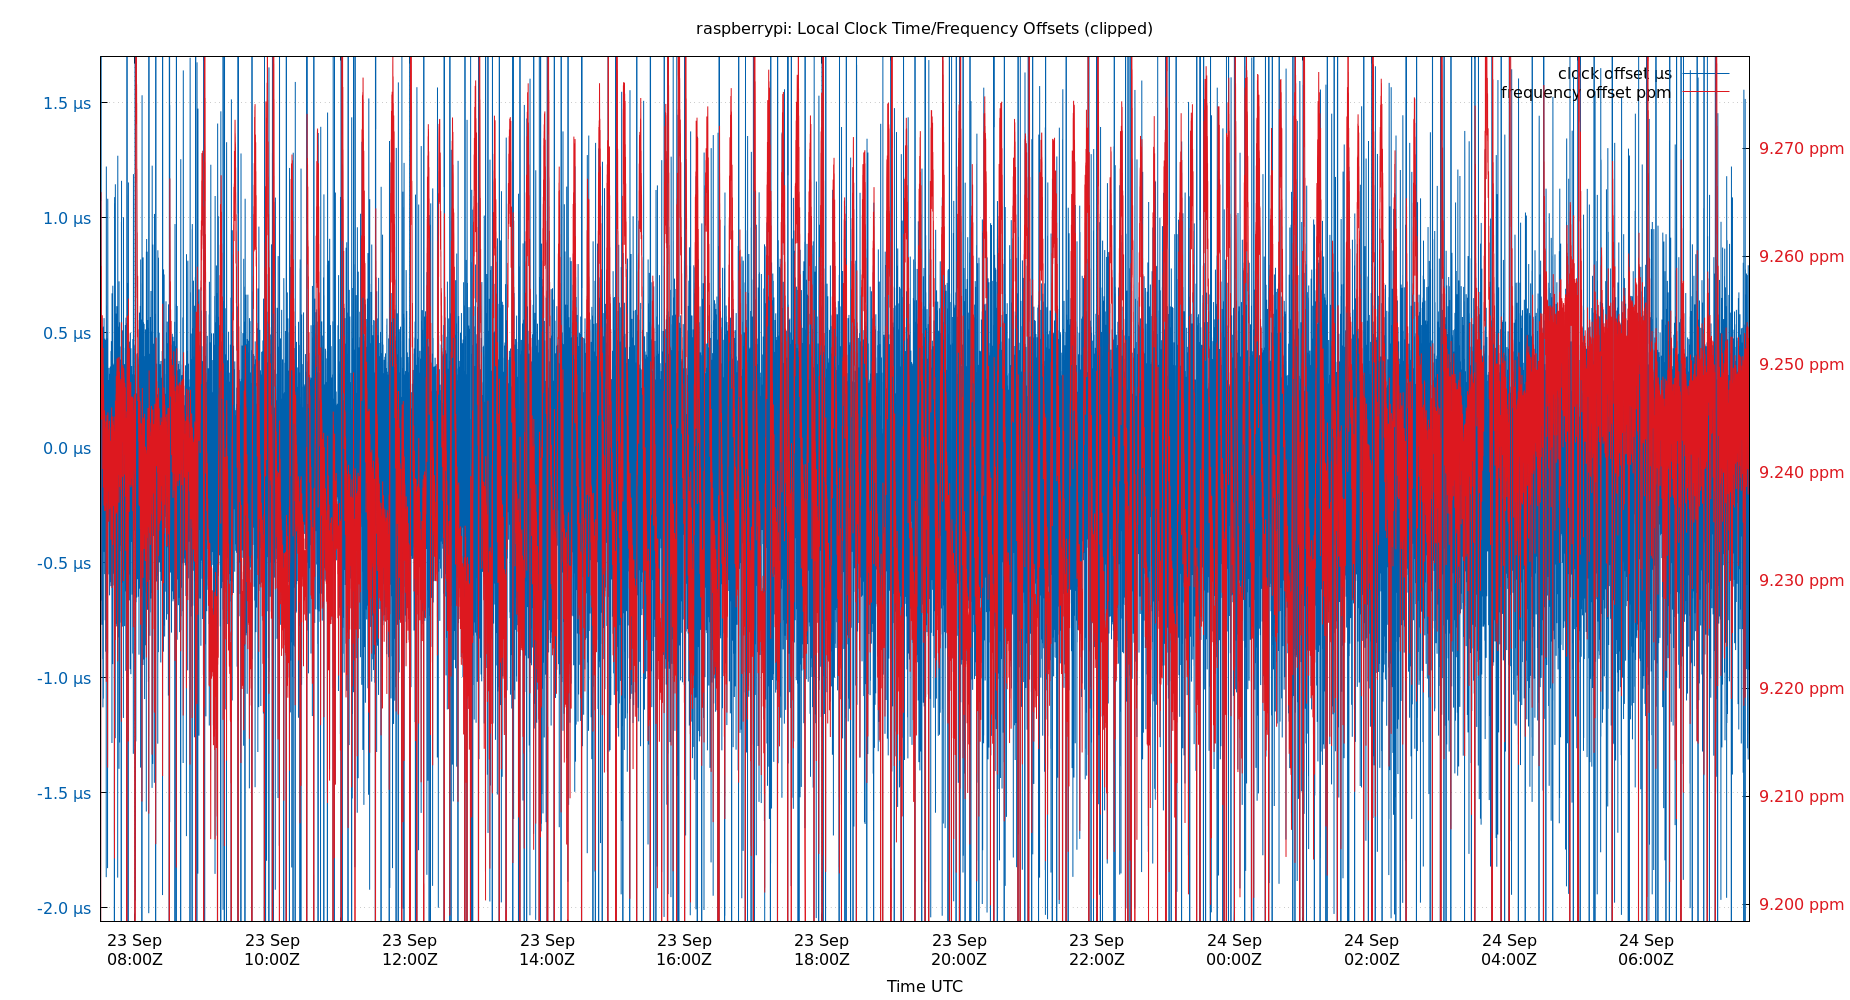 raspberrypi: Local Clock Time/Frequency Offsets (clipped)
clock offset µs
frequency offset ppm
1.5 µs
1.0 µs
0.5 µs
0.0 µs
-0.5 µs
-1.0 µs
-1.5 µs
-2.0 µs
9.270 ppm
9.260 ppm
9.250 ppm
9.240 ppm
9.230 ppm
9.220 ppm
9.210 ppm
9.200 ppm
23 Sep 23 Sep 23 Sep 23 Sep 23 Sep 23 Sep 23 Sep 23 Sep 24 Sep 24 Sep 24 Sep 24 Sep
08:00Z 10:00Z 12:00Z 14:00Z 16:00Z 18:00Z 20:00Z 22:00Z 00:00Z 02:00Z 04:00Z 06:00Z
Time UTC